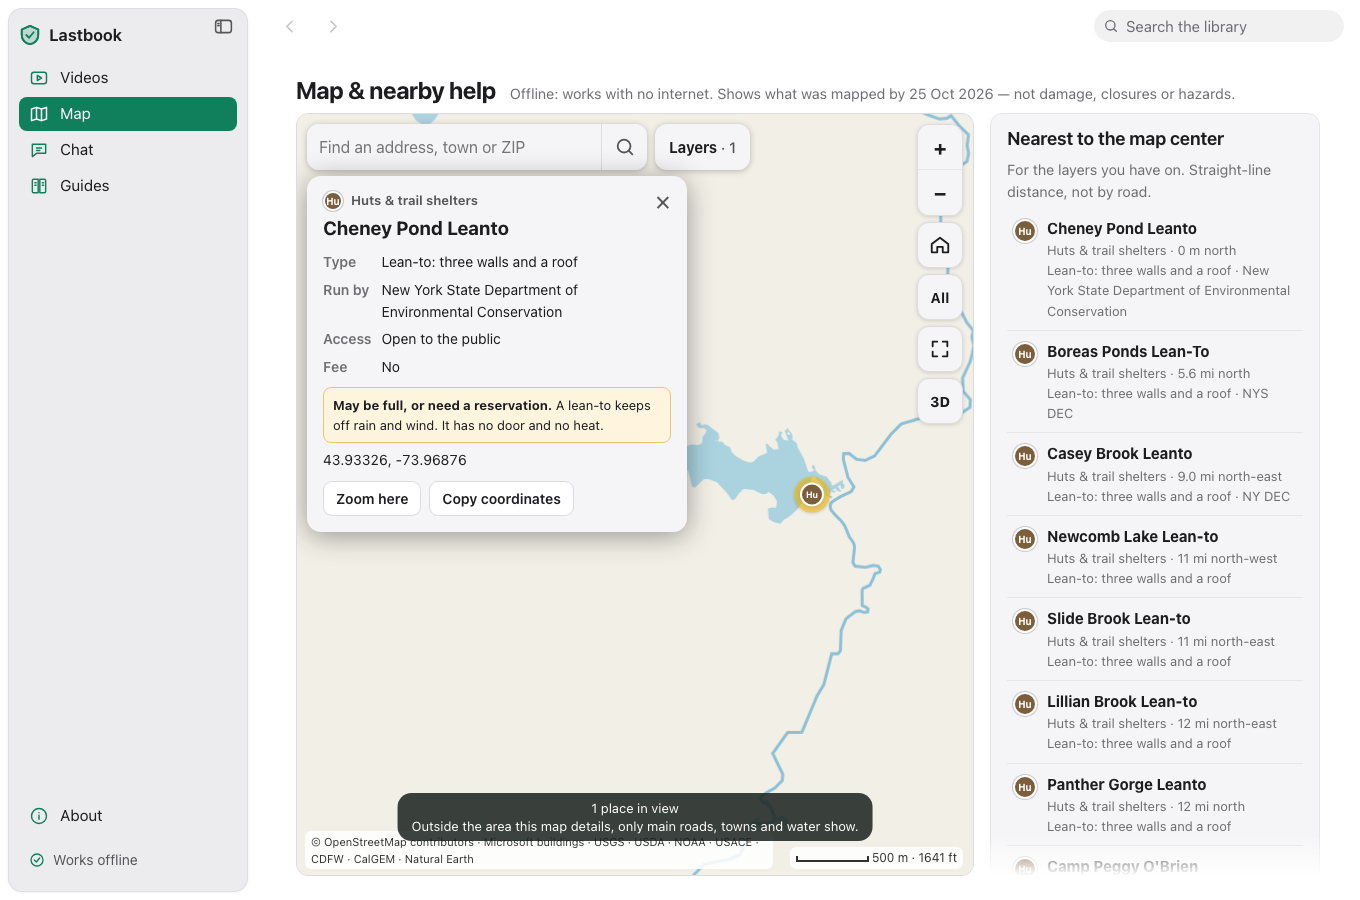 Lastbook
Videos
Map
Chat
Guides
About
Works offline
Search the library
Map & nearby help
Offline: works with no internet. Shows what was mapped by 25 Oct 2026 — not damage, closures or hazards.
Find an address, town or ZIP
Layers · 1
Hu
Huts & trail shelters
Cheney Pond Leanto
Type Lean-to: three walls and a roof
Run by New York State Department of
Environmental Conservation
Access Open to the public
Fee No
May be full, or need a reservation. A lean-to keeps
off rain and wind. It has no door and no heat.
43.93326, -73.96876
Zoom here
Copy coordinates
+
−
All
3D
Hu
1 place in view
Outside the area this map details, only main roads, towns and water show.
© OpenStreetMap contributors · Microsoft buildings · USGS · USDA · NOAA · USACE ·
CDFW · CalGEM · Natural Earth
500 m · 1641 ft
Nearest to the map center
For the layers you have on. Straight-line
distance, not by road.
Hu
Cheney Pond Leanto
Huts & trail shelters · 0 m north
Lean-to: three walls and a roof · New
York State Department of Environmental
Conservation
Hu
Boreas Ponds Lean-To
Huts & trail shelters · 5.6 mi north
Lean-to: three walls and a roof · NYS
DEC
Hu
Casey Brook Leanto
Huts & trail shelters · 9.0 mi north-east
Lean-to: three walls and a roof · NY DEC
Hu
Newcomb Lake Lean-to
Huts & trail shelters · 11 mi north-west
Lean-to: three walls and a roof
Hu
Slide Brook Lean-to
Huts & trail shelters · 11 mi north-east
Lean-to: three walls and a roof
Hu
Lillian Brook Lean-to
Huts & trail shelters · 12 mi north-east
Lean-to: three walls and a roof
Hu
Panther Gorge Leanto
Huts & trail shelters · 12 mi north
Lean-to: three walls and a roof
Hu
Camp Peggy O'Brien